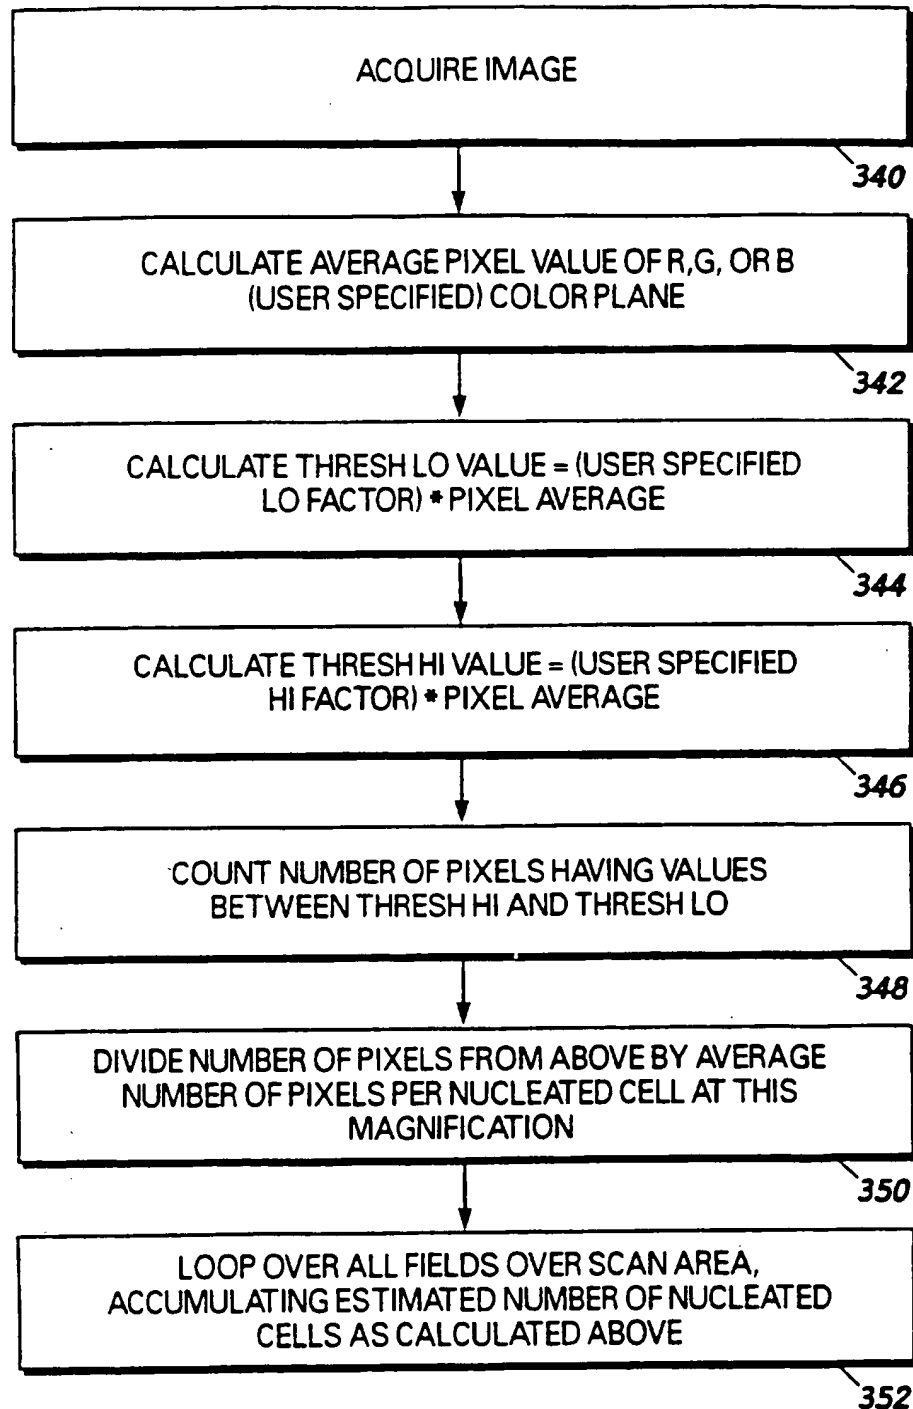 ACQUIRE IMAGE
340
CALCULATE AVERAGE PIXEL VALUE OF R,G, OR B
(USER SPECIFIED) COLOR PLANE
342
CALCULATE THRESH LO VALUE = (USER SPECIFIED
LO FACTOR) * PIXEL AVERAGE
344
CALCULATE THRESH HI VALUE = (USER SPECIFIED
HI FACTOR) * PIXEL AVERAGE
346
COUNT NUMBER OF PIXELS HAVING VALUES
BETWEEN THRESH HI AND THRESH LO
348
DIVIDE NUMBER OF PIXELS FROM ABOVE BY AVERAGE
NUMBER OF PIXELS PER NUCLEATED CELL AT THIS
MAGNIFICATION
350
LOOP OVER ALL FIELDS OVER SCAN AREA,
ACCUMULATING ESTIMATED NUMBER OF NUCLEATED
CELLS AS CALCULATED ABOVE
352